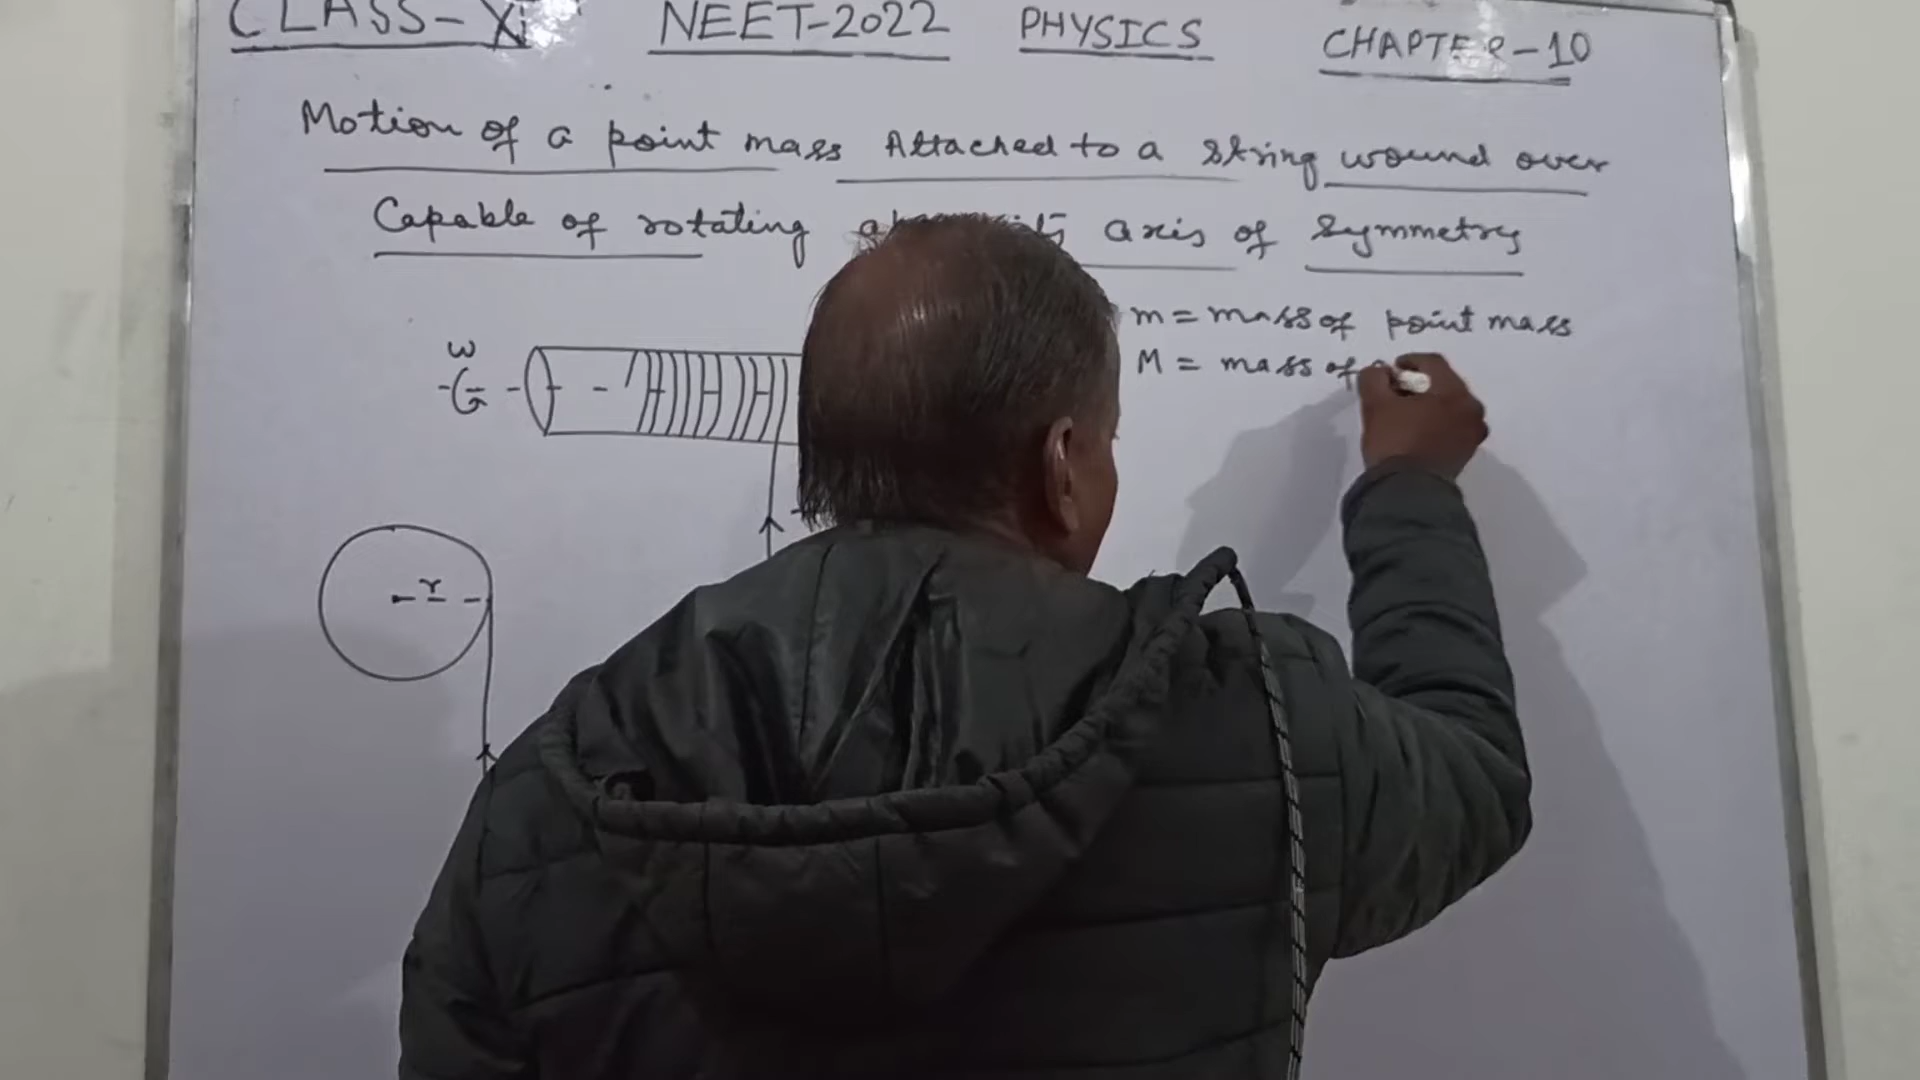 CLASS-XI NEET-2022 PHYSICS CHAPTER-10
Motion of a point mass Attached to a string wound over
Capable of rotating its axis of symmetry
m = mass of point mass
M = mass of
ω
r